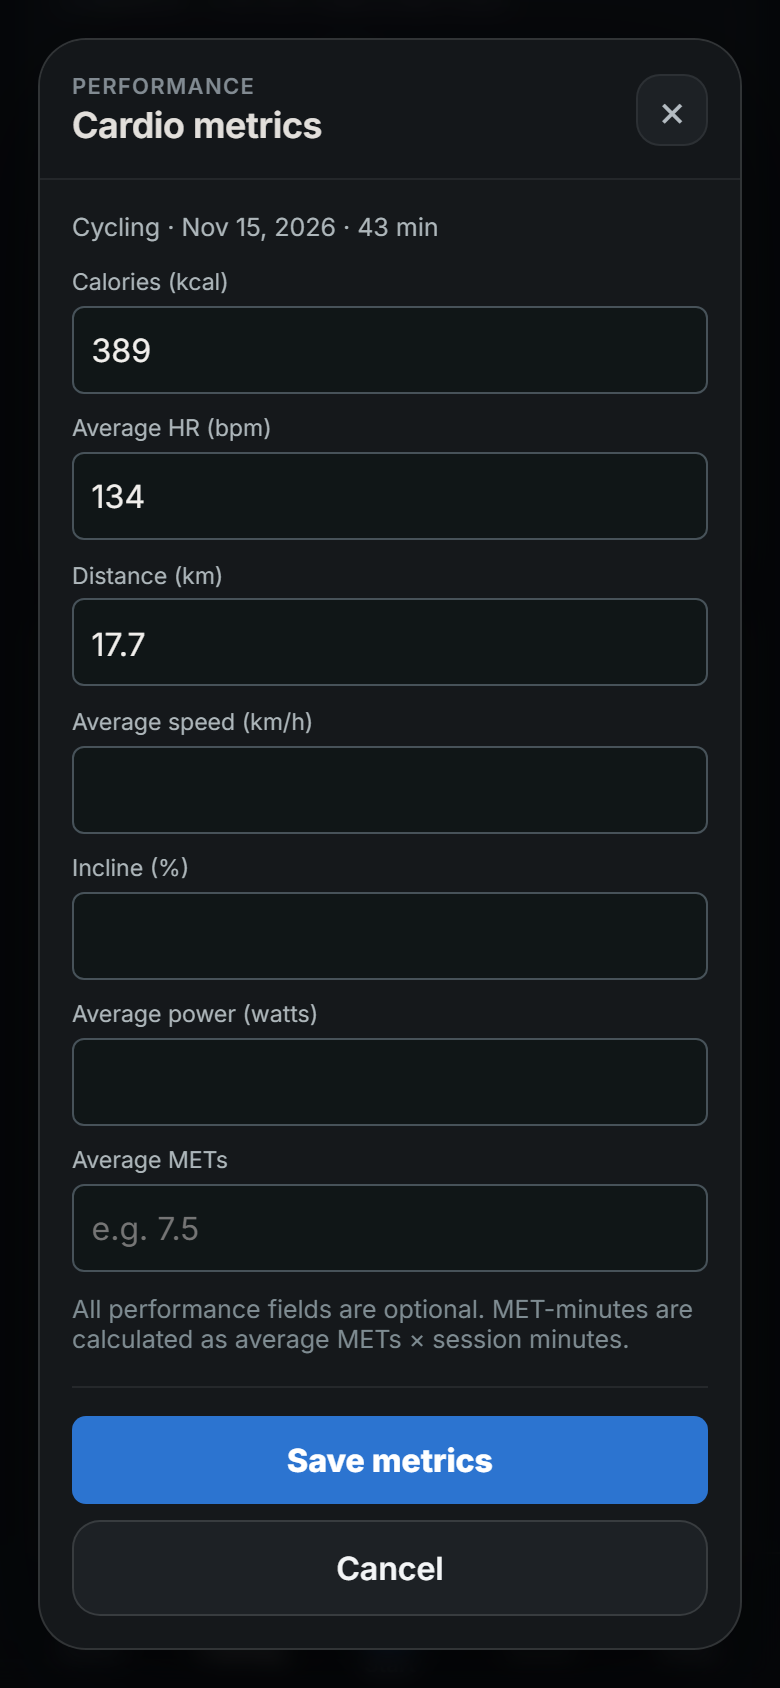 PERFORMANCE
Cardio metrics
×
Cycling · Nov 15, 2026 · 43 min
Calories (kcal)
389
Average HR (bpm)
134
Distance (km)
17.7
Average speed (km/h)
Incline (%)
Average power (watts)
Average METs
e.g. 7.5
All performance fields are optional. MET-minutes are
calculated as average METs × session minutes.
Save metrics
Cancel